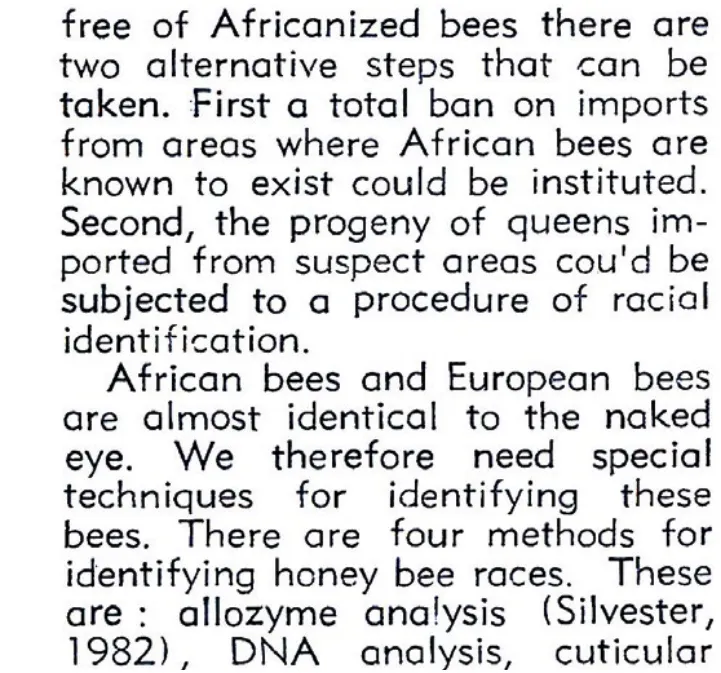 free of Africanized bees there are
two alternative steps that can be
taken. First a total ban on imports
from areas where African bees are
known to exist could be instituted.
Second, the progeny of queens im-
ported from suspect areas cou'd be
subjected to a procedure of racial
identification.
African bees and European bees
are almost identical to the naked
eye. We therefore need special
techniques for identifying these
bees. There are four methods for
identifying honey bee races. These
are : allozyme analysis (Silvester,
1982), DNA analysis, cuticular